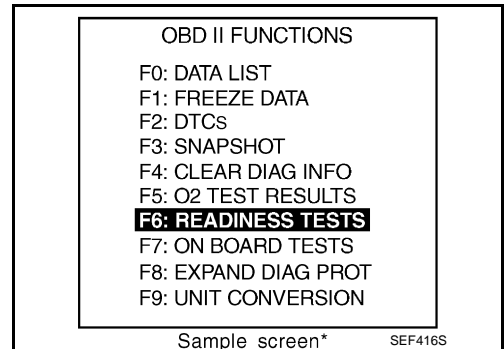 OBD II FUNCTIONS
F0: DATA LIST
F1: FREEZE DATA
F2: DTCs
F3: SNAPSHOT
F4: CLEAR DIAG INFO
F5: O2 TEST RESULTS
F6: READINESS TESTS
F7: ON BOARD TESTS
F8: EXPAND DIAG PROT
F9: UNIT CONVERSION
Sample screen* SEF416S